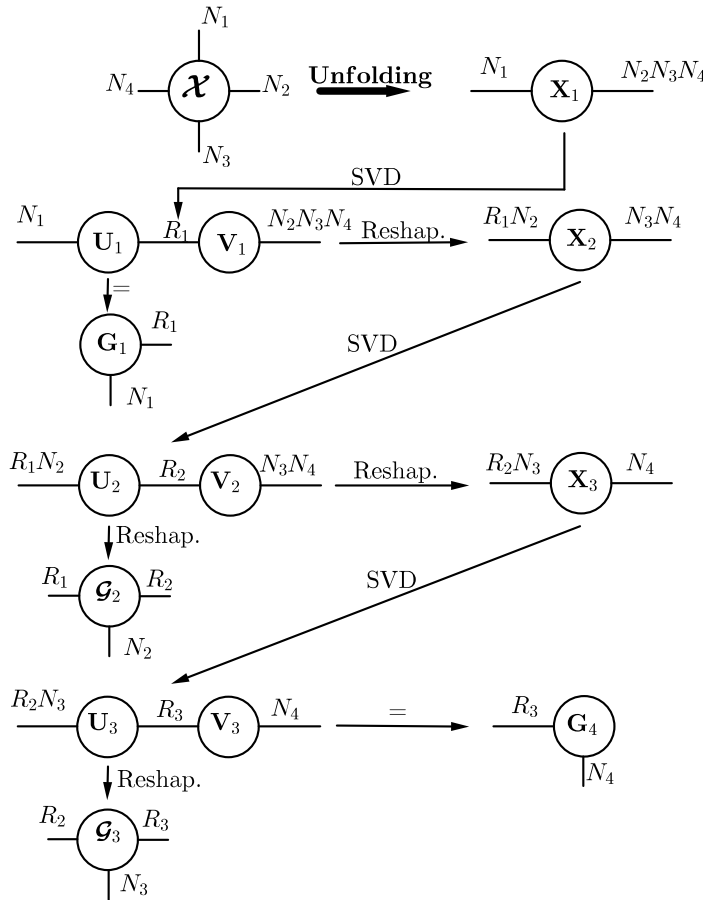 N₁
N₄ 𝓧 N₂ Unfolding N₁ X₁ N₂N₃N₄
N₃
SVD
N₁ U₁ R₁ V₁ N₂N₃N₄ Reshap. R₁N₂ X₂ N₃N₄
=
G₁ R₁
N₁
SVD
R₁N₂ U₂ R₂ V₂ N₃N₄ Reshap. R₂N₃ X₃ N₄
Reshap.
R₁ 𝓖₂ R₂
SVD
N₂
R₂N₃ U₃ R₃ V₃ N₄ = R₃ G₄
N₄
Reshap.
R₂ 𝓖₃ R₃
N₃